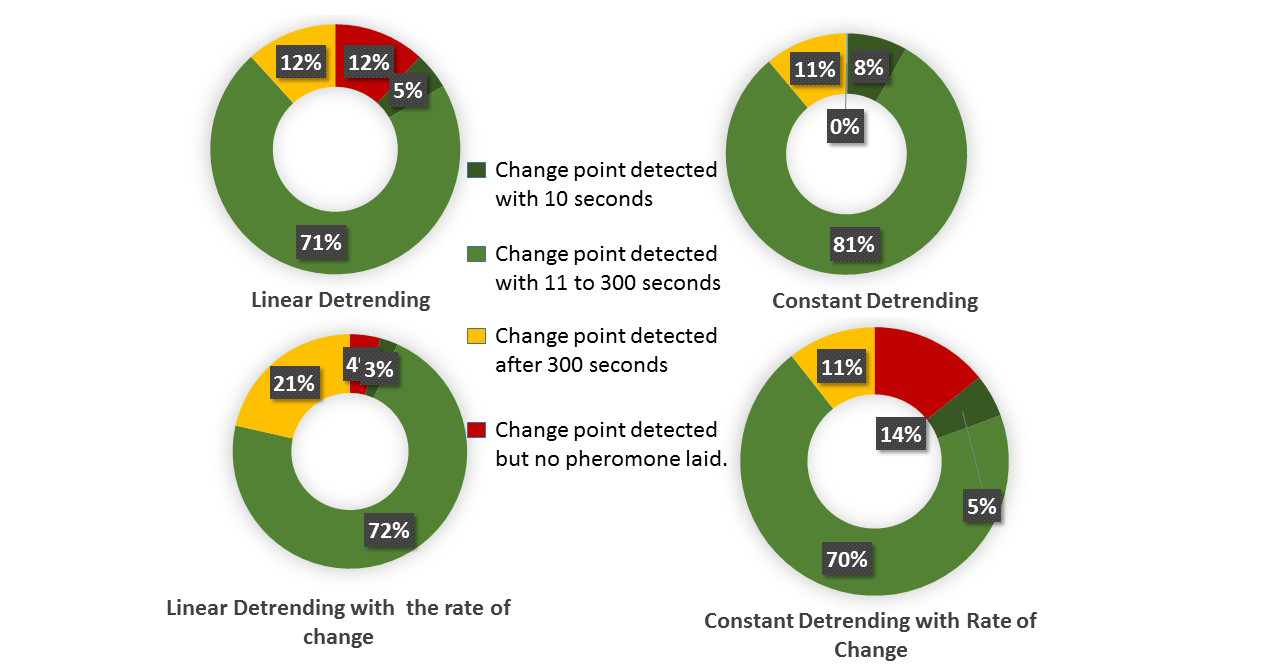 12%
12%
5%
71%
Linear Detrending
11%
8%
0%
81%
Constant Detrending
Change point detected
with 10 seconds
Change point detected
with 11 to 300 seconds
Change point detected
after 300 seconds
Change point detected
but no pheromone laid.
21%
4
3%
72%
Linear Detrending with the rate of
change
11%
14%
5%
70%
Constant Detrending with Rate of
Change